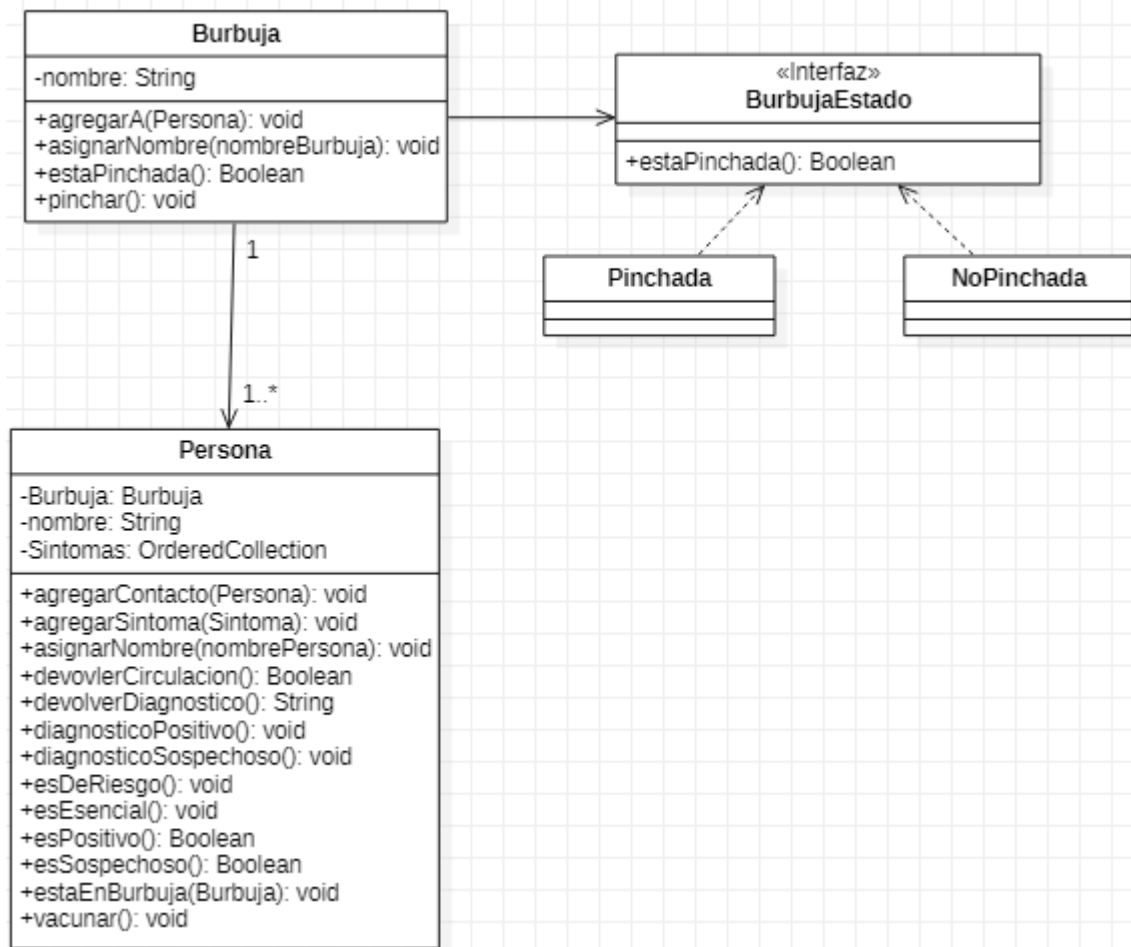 Burbuja
-nombre: String
+agregarA(Persona): void
+asignarNombre(nombreBurbuja): void
+estaPinchada(): Boolean
+pinchar(): void
«Interfaz»
BurbujaEstado
+estaPinchada(): Boolean
Pinchada
NoPinchada
1
1..*
Persona
-Burbuja: Burbuja
-nombre: String
-Sintomas: OrderedCollection
+agregarContacto(Persona): void
+agregarSintoma(Sintoma): void
+asignarNombre(nombrePersona): void
+devovlerCirculacion(): Boolean
+devolverDiagnostico(): String
+diagnosticoPositivo(): void
+diagnosticoSospechoso(): void
+esDeRiesgo(): void
+esEsencial(): void
+esPositivo(): Boolean
+esSospechoso(): Boolean
+estaEnBurbuja(Burbuja): void
+vacunar(): void